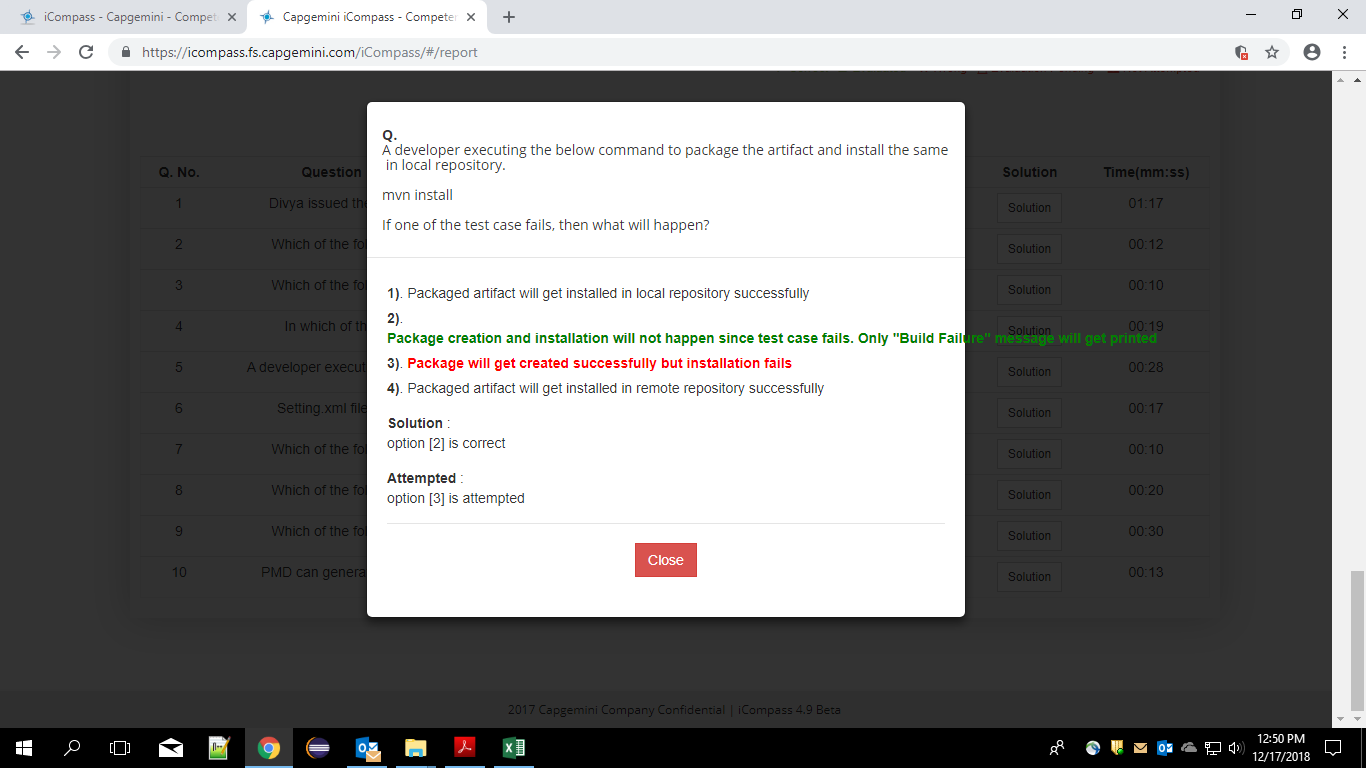 iCompass - Capgemini - Compet
Capgemini iCompass - Competen
https://icompass.fs.capgemini.com/iCompass/#/report
Q.
A developer executing the below command to package the artifact and install the same
in local repository.
mvn install
If one of the test case fails, then what will happen?
1). Packaged artifact will get installed in local repository successfully
2).
Package creation and installation will not happen since test case fails. Only "Build Failure" message will get printed
3). Package will get created successfully but installation fails
4). Packaged artifact will get installed in remote repository successfully
Solution :
option [2] is correct
Attempted :
option [3] is attempted
Close
Q. No. Question Solution Time(mm:ss)
1 Divya issued the Solution 01:17
2 Which of the fol Solution 00:12
3 Which of the fol Solution 00:10
4 In which of th Solution 00:19
5 A developer execut Solution 00:28
6 Setting.xml file Solution 00:17
7 Which of the fol Solution 00:10
8 Which of the fol Solution 00:20
9 Which of the fol Solution 00:30
10 PMD can genera Solution 00:13
2017 Capgemini Company Confidential | iCompass 4.9 Beta
12:50 PM
12/17/2018